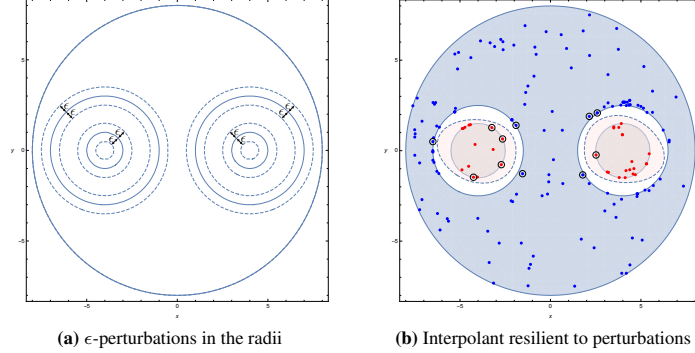 5
0
-5
y
-5
0
5
x
ϵ ϵ ϵ ϵ ϵ ϵ
(a) ϵ-perturbations in the radii
5
0
-5
y
-5
0
5
x
(b) Interpolant resilient to perturbations